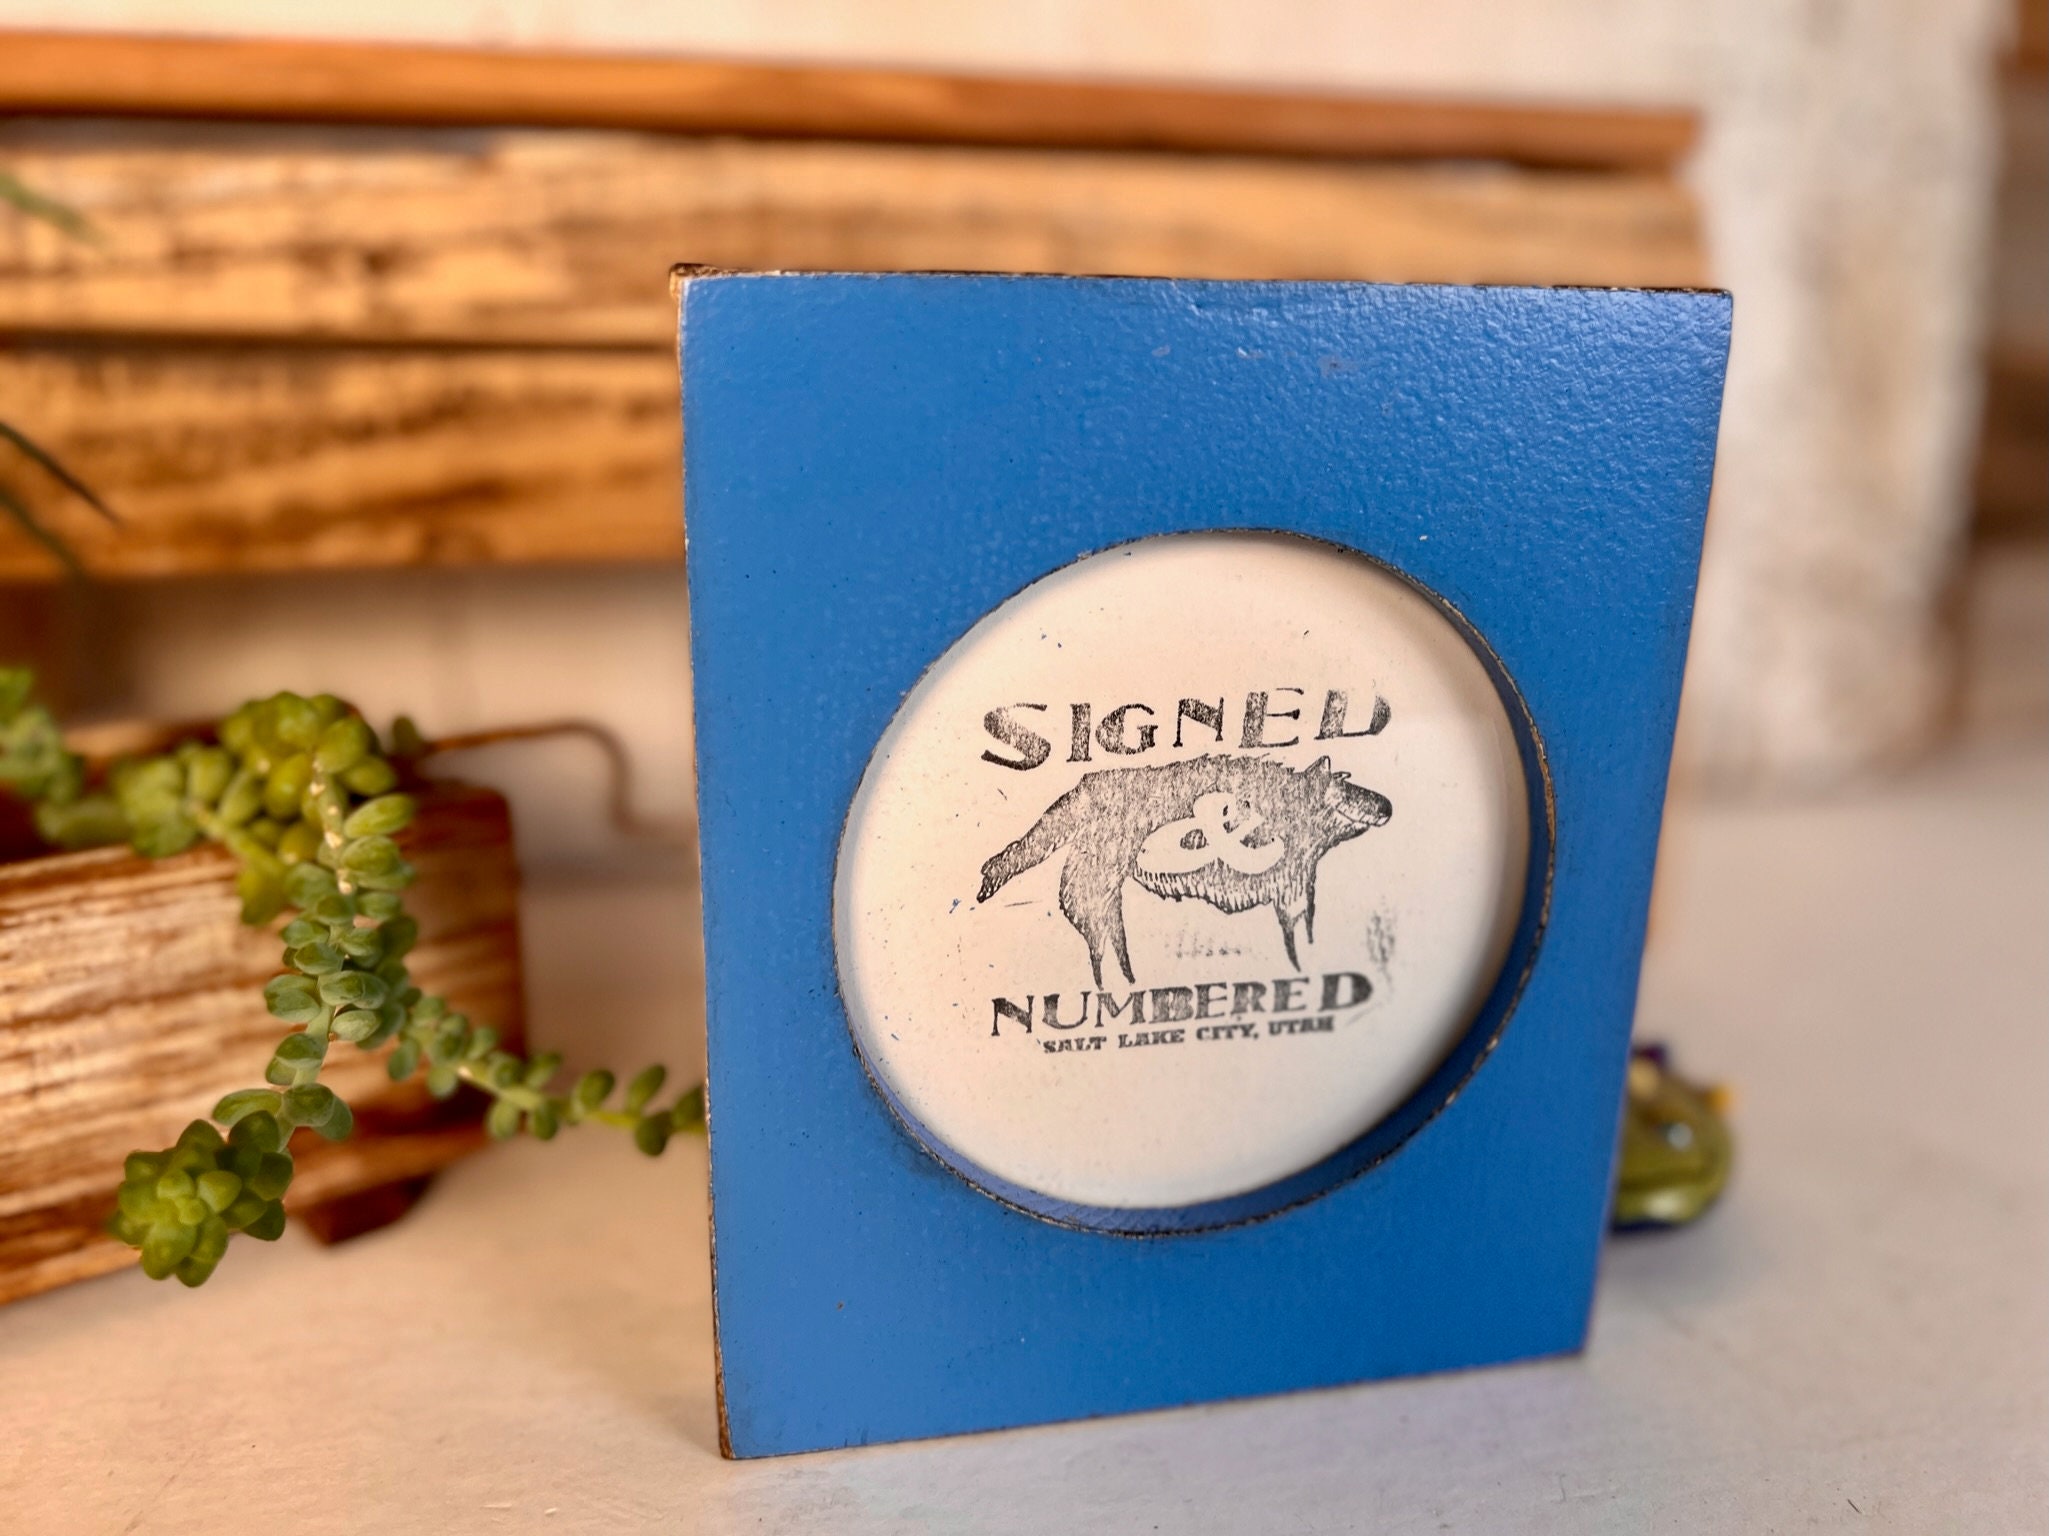 SIGNED
&
NUMBERED
SALT LAKE CITY, UTAH